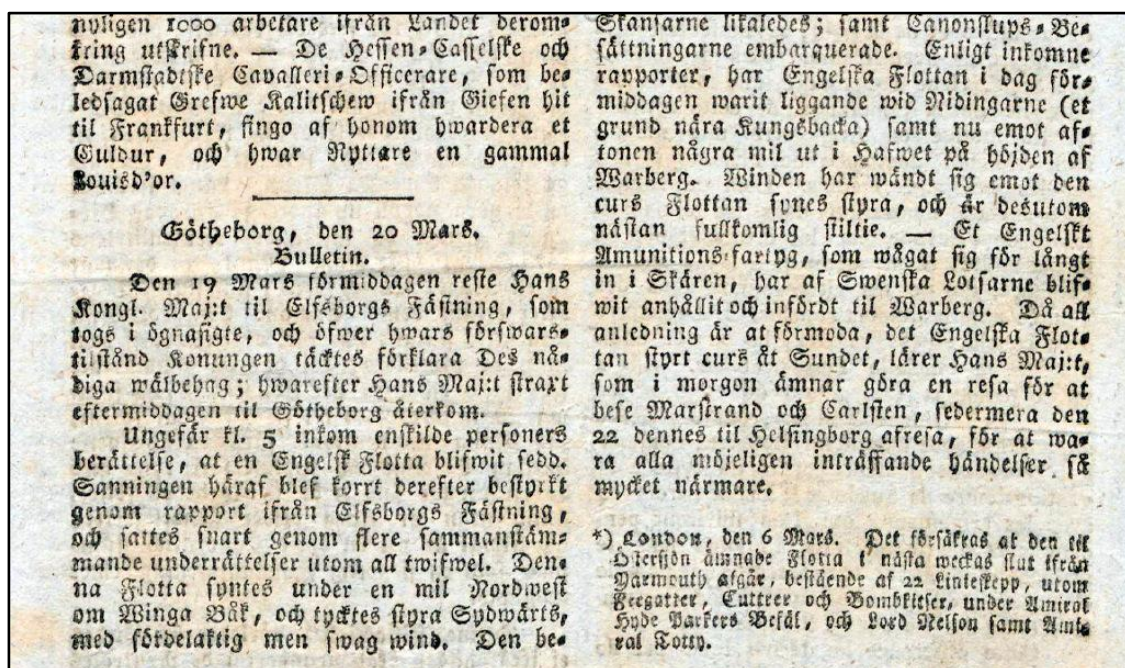 nyligen 1000 arbetare ifrån Landet derom-
kring utskrifne. — De Hessen-Casselske och
Darmstadtske Cavalleri-Officerare, som be-
ledsagat Grefwe Kalitschew ifrån Giesen hit
til Frankfurt, fingo af honom hwardera et
Guldur, och hwar Ryttare en gammal
Louisd'or.
Götheborg, den 20 Mars.
Bulletin.
Den 19 Mars förmiddagen reste Hans
Kongl. Maj:t til Elfsborgs Fästning, som
togs i ögnasigte, och öfwer hwars förswars-
tilstånd Konungen täcktes förklara Des nå-
diga wälbehag; hwarefter Hans Maj:t straxt
eftermiddagen til Götheborg återkom.
Ungefär kl. 5 inkom enskilde personers
berättelse, at en Engelsk Flotta blifwit sedd.
Sanningen häraf blef korrt derefter bestyrkt
genom rapport ifrån Elfsborgs Fästning,
och sattes snart genom flere sammanstäm-
mande underrättelser utom all twifwel. Den-
na Flotta syntes under en mil Nordwest
om Winga Båk, och tycktes styra Sydwärts,
med fördelaktig men swag wind. Den be-
Skansarne likaledes; samt Canonslups-Be-
sättningarne embarquerade. Enligt inkomne
rapporter, har Engelska Flottan i dag för-
middagen warit liggande wid Nidingarne (et
grund nära Kungsbacka) samt nu emot af-
tonen några mil ut i Hafwet på höjden af
Warberg. Winden har wändt sig emot den
curs Flottan synes styra, och är desutom
nästan fullkomlig stiltie. — Et Engelskt
Amunitions-fartyg, som wågat sig för långt
in i Skären, har af Swenska Lotsarne blif-
wit anhållit och infördt til Warberg. Då all
anledning är at förmoda, det Engelska Flot-
tan styrt curs åt Sundet, lärer Hans Maj:t,
som i morgon ämnar göra en resa för at
bese Marstrand och Carlsten, sedermera den
22 dennes til Helsingborg afresa, för at wa-
ra alla möjeligen inträffande händelser så
mycket närmare.
*) London, den 6 Mars. Det försäkras at den til
Östersjön ämnade Flotta i nästa weckas slut ifrån
Yarmouth afgår, bestående af 22 Linieskepp, utom
Fregatter, Cuttrer och Bombkitser, under Amiral
Hyde Parkers Befäl, och Lord Nelson samt Ami-
ral Totty.